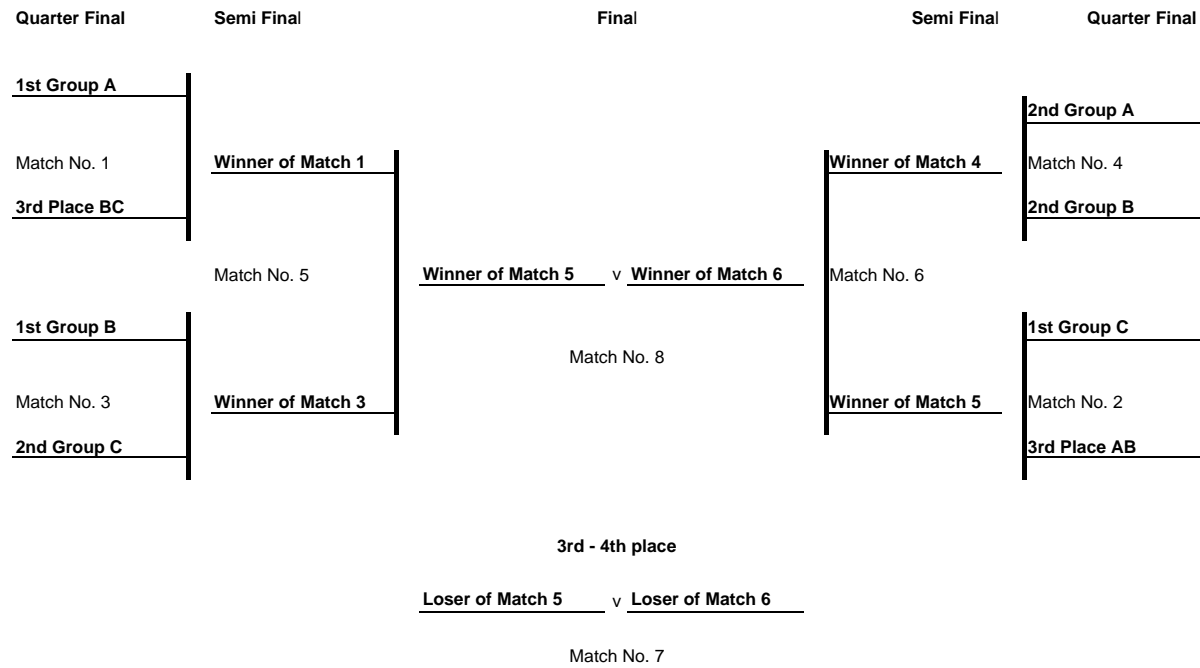 Quarter Final Semi Final Final Semi Final Quarter Final
1st Group A
2nd Group A
Match No. 1 Winner of Match 1 Winner of Match 4 Match No. 4
3rd Place BC 2nd Group B
Match No. 5 Winner of Match 5 v Winner of Match 6 Match No. 6
1st Group B 1st Group C
Match No. 8
Match No. 3 Winner of Match 3 Winner of Match 5 Match No. 2
2nd Group C 3rd Place AB
3rd - 4th place
Loser of Match 5 v Loser of Match 6
Match No. 7